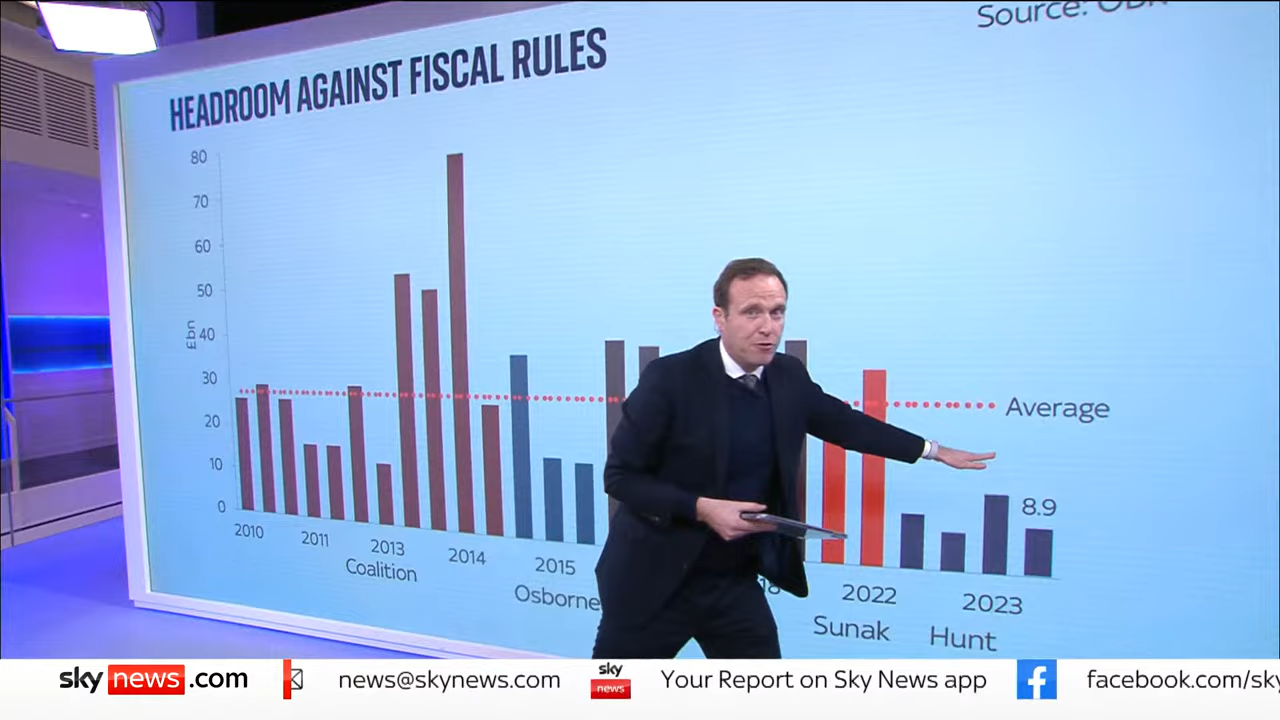 Source:
HEADROOM AGAINST FISCAL RULES
80
70
60
50
40
30
20
10
0
£bn
Average
8.9
2010
2011
2013
2014
2015
2022
2023
Coalition
Osborne
Sunak
Hunt
sky news .com
news@skynews.com
sky
news
Your Report on Sky News app
facebook.com/sky